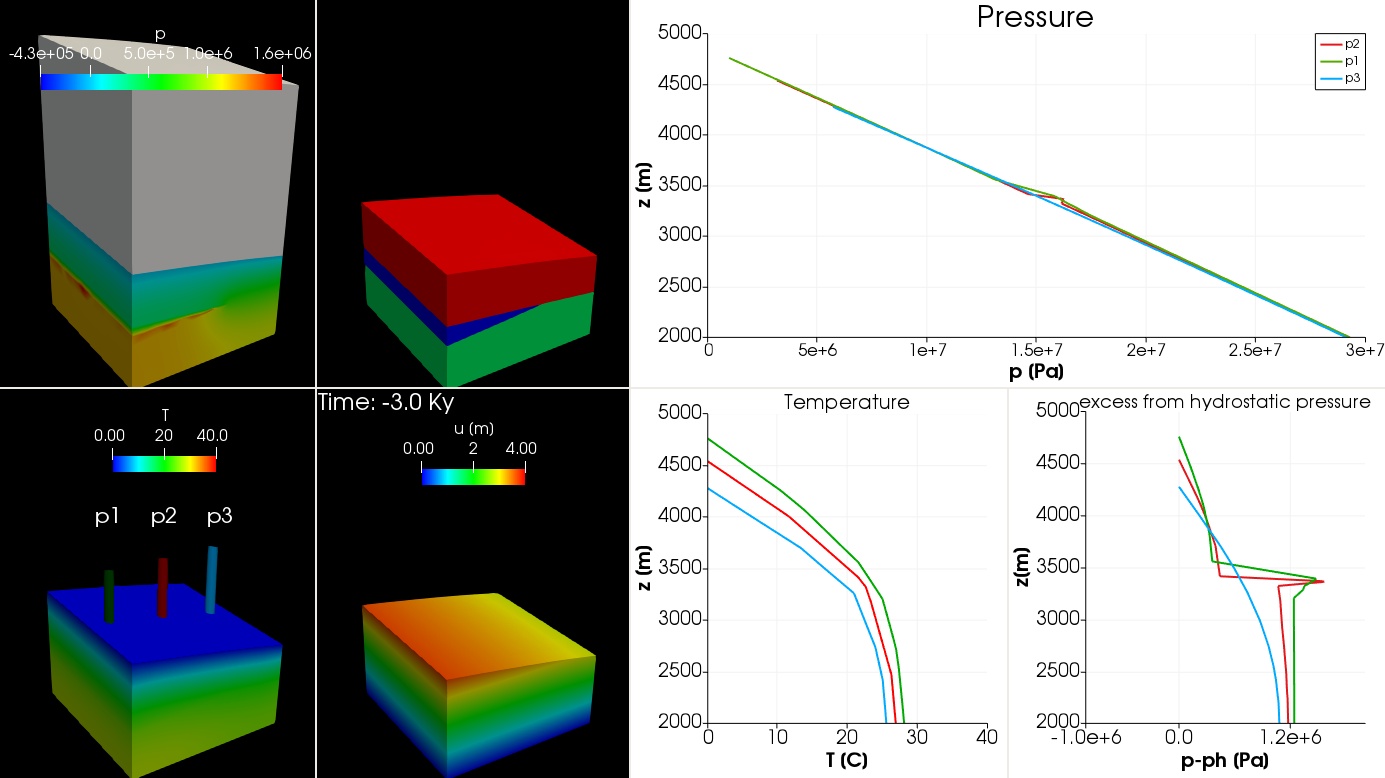 p
-4.3e+05 0.0 5.0e+5 1.0e+6 1.6e+06
Pressure
5000
4500
4000
3500
3000
2500
2000
z (m)
0 5e+6 1e+7 1.5e+7 2e+7 2.5e+7 3e+7
p (Pa)
p2
p1
p3
T
0.00 20 40.0
p1 p2 p3
Time: -3.0 Ky
u (m)
0.00 2 4.00
Temperature
5000
4500
4000
3500
3000
2500
2000
z (m)
0 10 20 30 40
T (C)
excess from hydrostatic pressure
5000
4500
4000
3500
3000
2500
2000
z(m)
-1.0e+6 0.0 1.2e+6
p-ph (Pa)